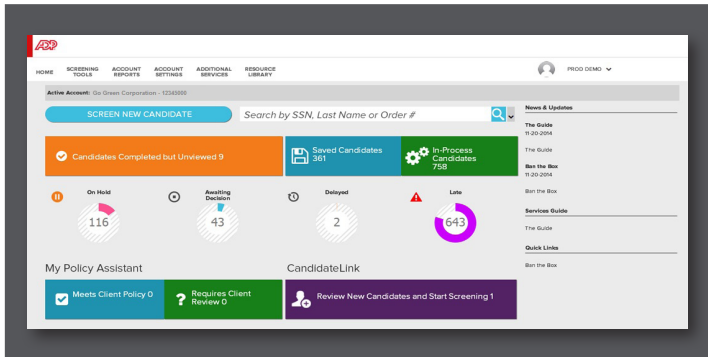 ADP
HOME
SCREENING TOOLS
ACCOUNT REPORTS
ACCOUNT SETTINGS
ADDITIONAL SERVICES
RESOURCE LIBRARY
PROD DEMO
Active Account: Go Green Corporation - 12345000
SCREEN NEW CANDIDATE
Search by SSN, Last Name or Order #
Candidates Completed but Unviewed 9
Saved Candidates
361
In-Process
Candidates
758
On Hold
116
Awaiting
Decision
43
Delayed
2
Late
643
My Policy Assistant
Meets Client Policy 0
Requires Client
Review 0
CandidateLink
Review New Candidates and Start Screening 1
News & Updates
The Guide
11-20-2014
The Guide
Ban the Box
11-20-2014
Ban the Box
Services Guide
The Guide
Quick Links
Ban the Box